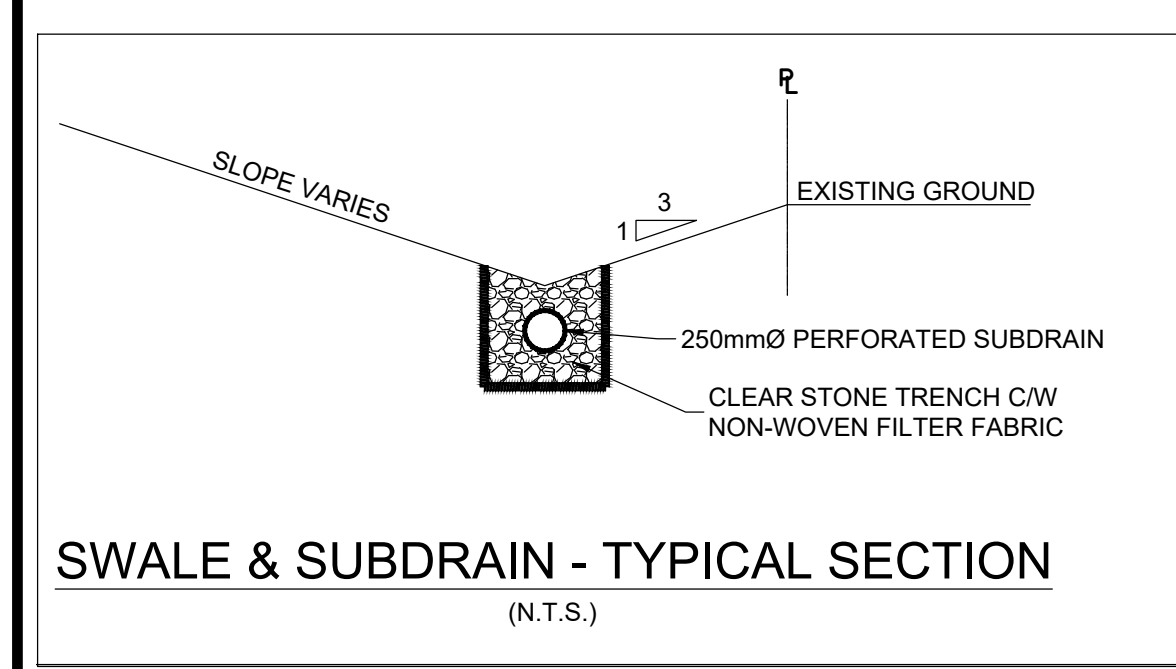 ℄
SLOPE VARIES
3
1
EXISTING GROUND
250mmØ PERFORATED SUBDRAIN
CLEAR STONE TRENCH C/W
NON-WOVEN FILTER FABRIC
SWALE & SUBDRAIN - TYPICAL SECTION
(N.T.S.)